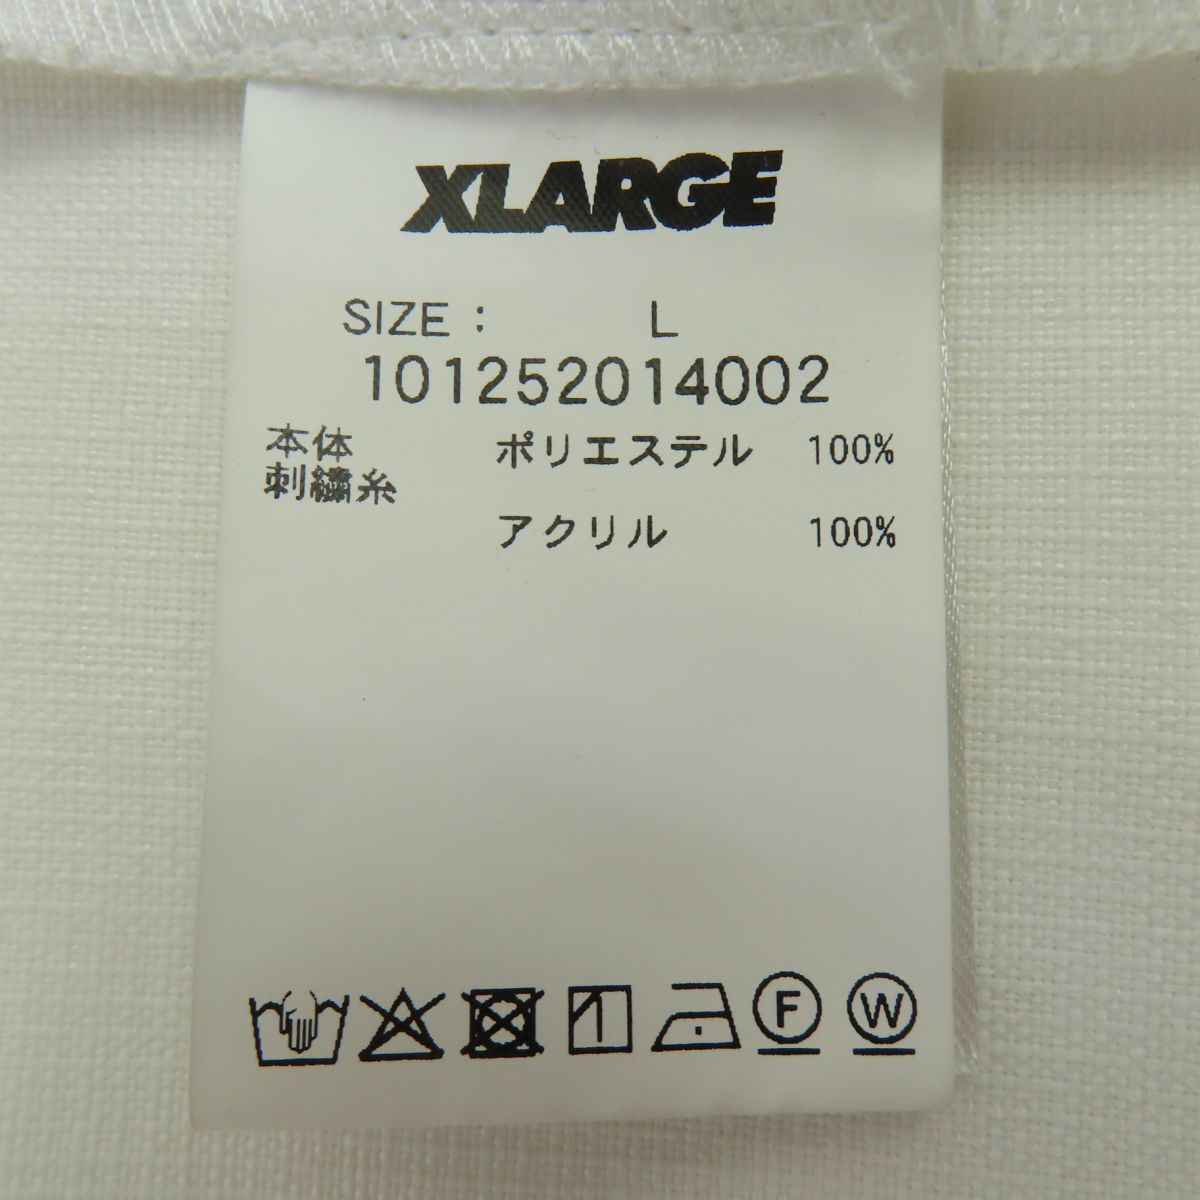 XLARGE
SIZE : L
101252014002
本体 ポリエステル 100%
刺繍糸
アクリル 100%
F W